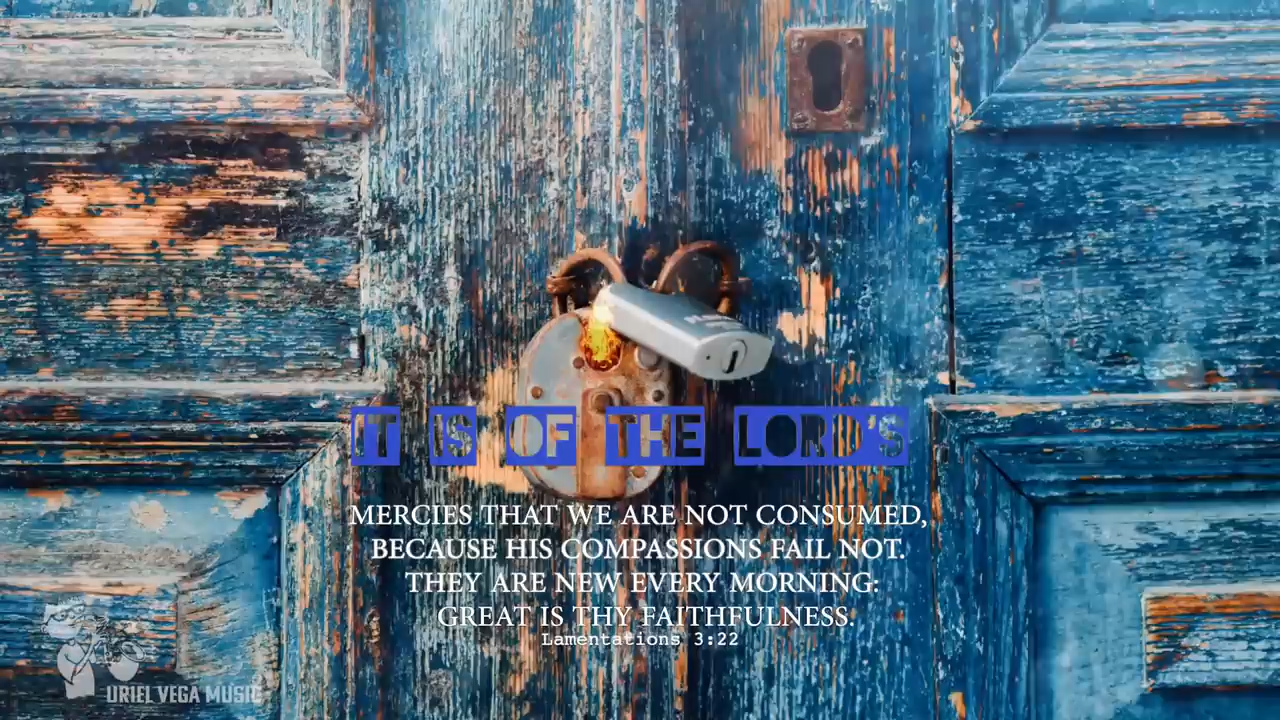 IT IS OF THE LORD'S
MERCIES THAT WE ARE NOT CONSUMED,
BECAUSE HIS COMPASSIONS FAIL NOT.
THEY ARE NEW EVERY MORNING:
GREAT IS THY FAITHFULNESS.
Lamentations 3:22
URIEL VEGA MUSIC